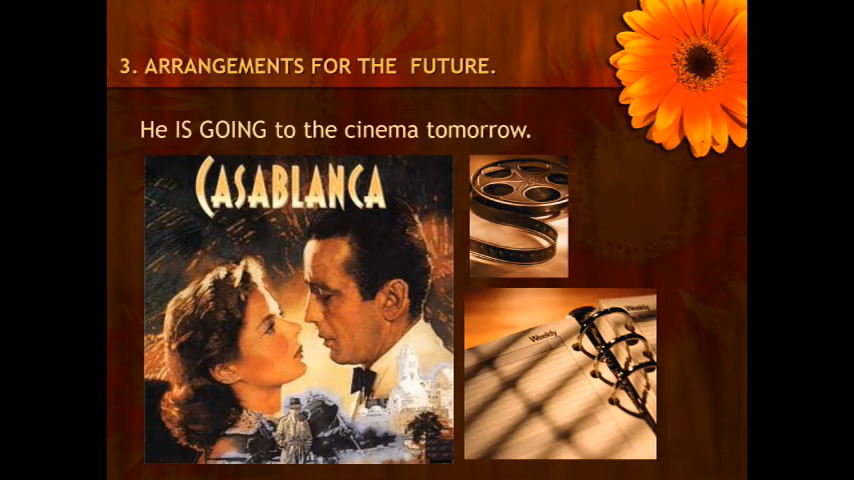 3. ARRANGEMENTS FOR THE FUTURE.
He IS GOING to the cinema tomorrow.
CASABLANCA
Weekly
Weekly